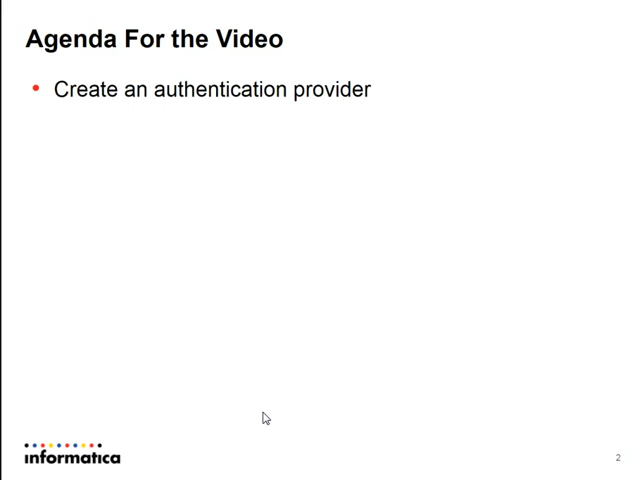 Agenda For the Video
• Create an authentication provider
informatica
2